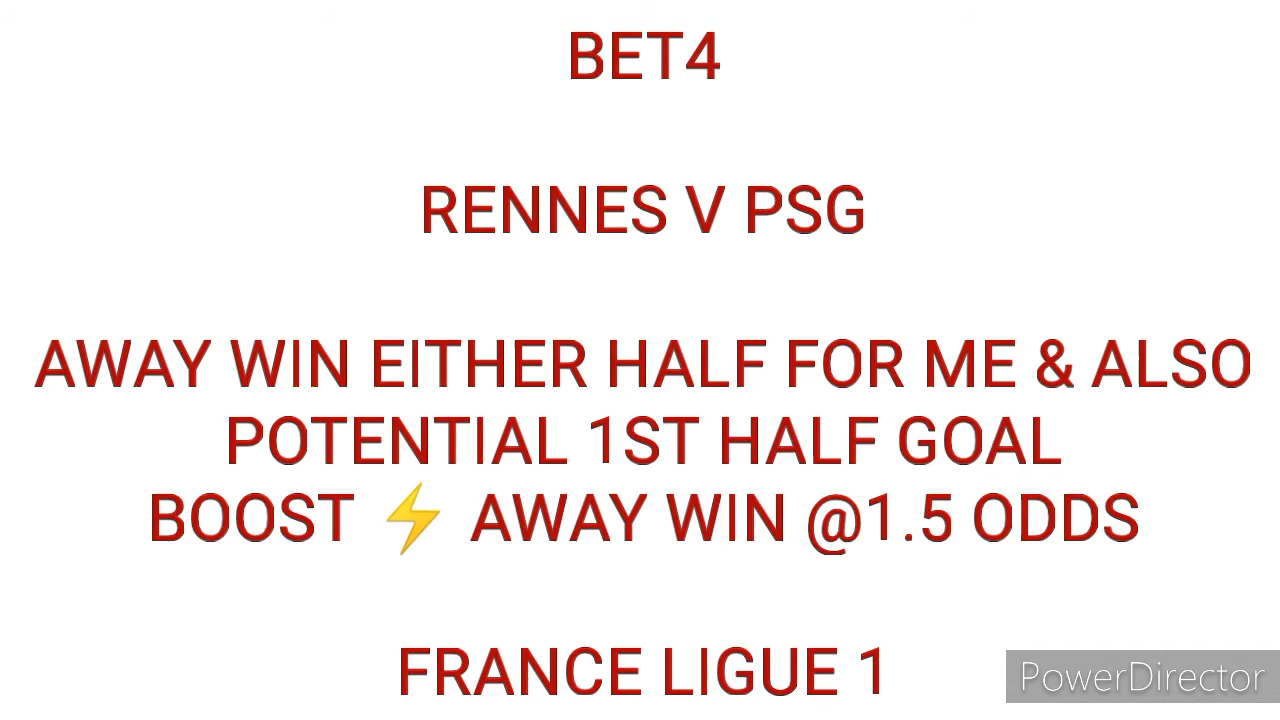 BET4
RENNES V PSG
AWAY WIN EITHER HALF FOR ME & ALSO
POTENTIAL 1ST HALF GOAL
BOOST ⚡ AWAY WIN @1.5 ODDS
FRANCE LIGUE 1
PowerDirector